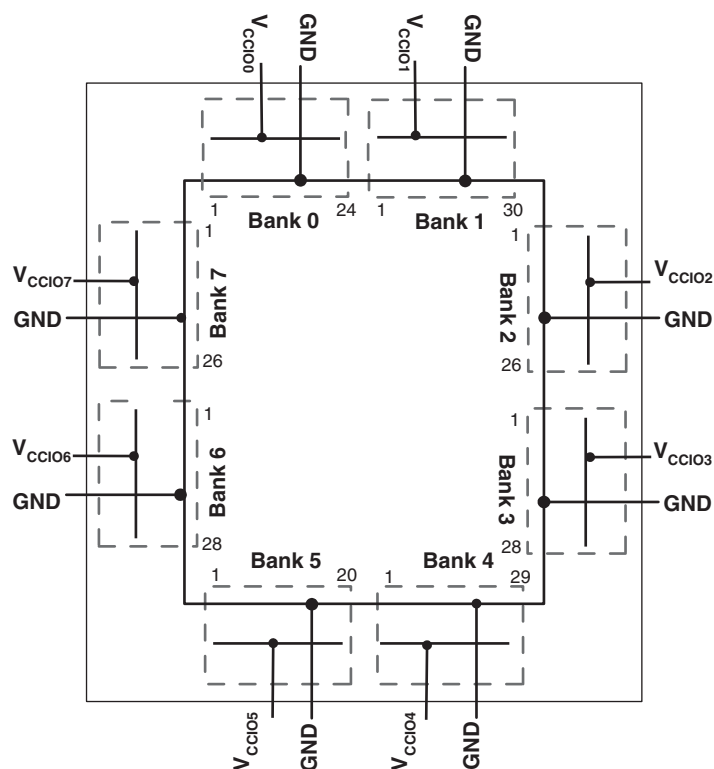 VCCIO0
GND
VCCIO1
GND
1
24
1
30
Bank 0
Bank 1
1
Bank 7
26
VCCIO7
GND
1
Bank 2
26
VCCIO2
GND
1
Bank 6
28
VCCIO6
GND
1
Bank 3
28
VCCIO3
GND
Bank 5
Bank 4
1
20
1
29
VCCIO5
GND
VCCIO4
GND